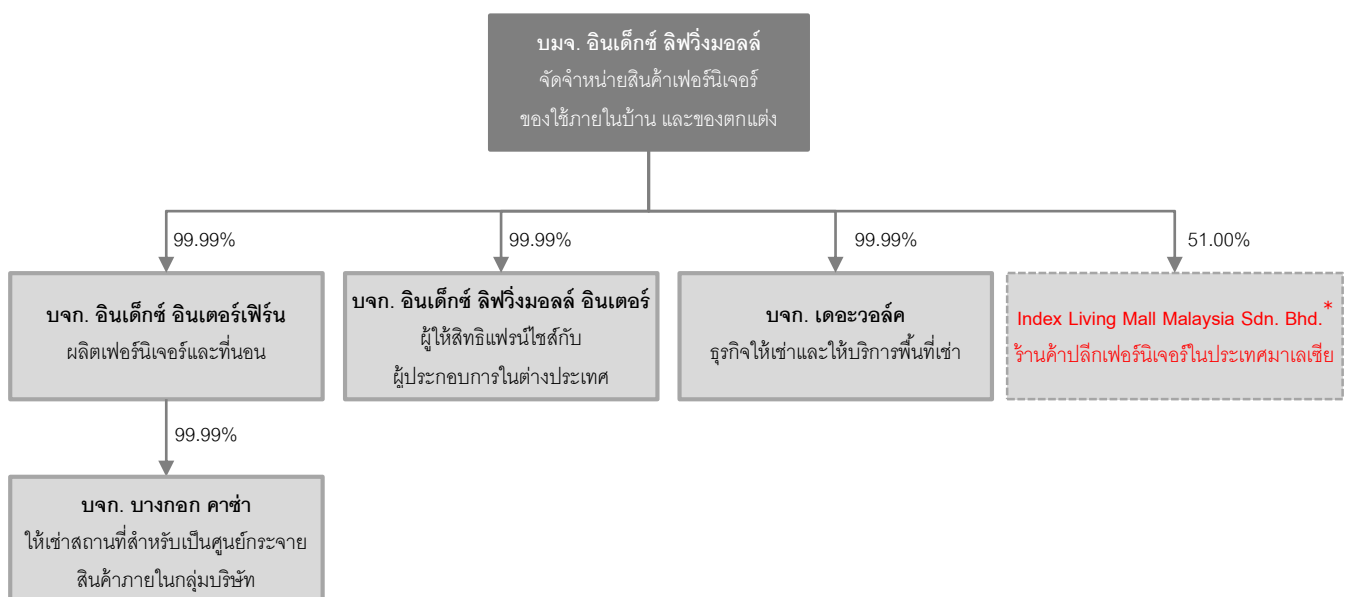 บมจ. อินเด็กซ์ ลิฟวิ่งมอลล์
จัดจำหน่ายสินค้าเฟอร์นิเจอร์
ของใช้ภายในบ้าน และของตกแต่ง
99.99%
99.99%
99.99%
51.00%
บจก. อินเด็กซ์ อินเตอร์เฟิร์น
ผลิตเฟอร์นิเจอร์และที่นอน
บจก. อินเด็กซ์ ลิฟวิ่งมอลล์ อินเตอร์
ผู้ให้สิทธิแฟรน์ไชส์กับ
ผู้ประกอบการในต่างประเทศ
บจก. เดอะวอล์ค
ธุรกิจให้เช่าและให้บริการพื้นที่เช่า
Index Living Mall Malaysia Sdn. Bhd.*
ร้านค้าปลีกเฟอร์นิเจอร์ในประเทศมาเลเซีย
99.99%
บจก. บางกอก คาซ่า
ให้เช่าสถานที่สำหรับเป็นศูนย์กระจาย
สินค้าภายในกลุ่มบริษัท